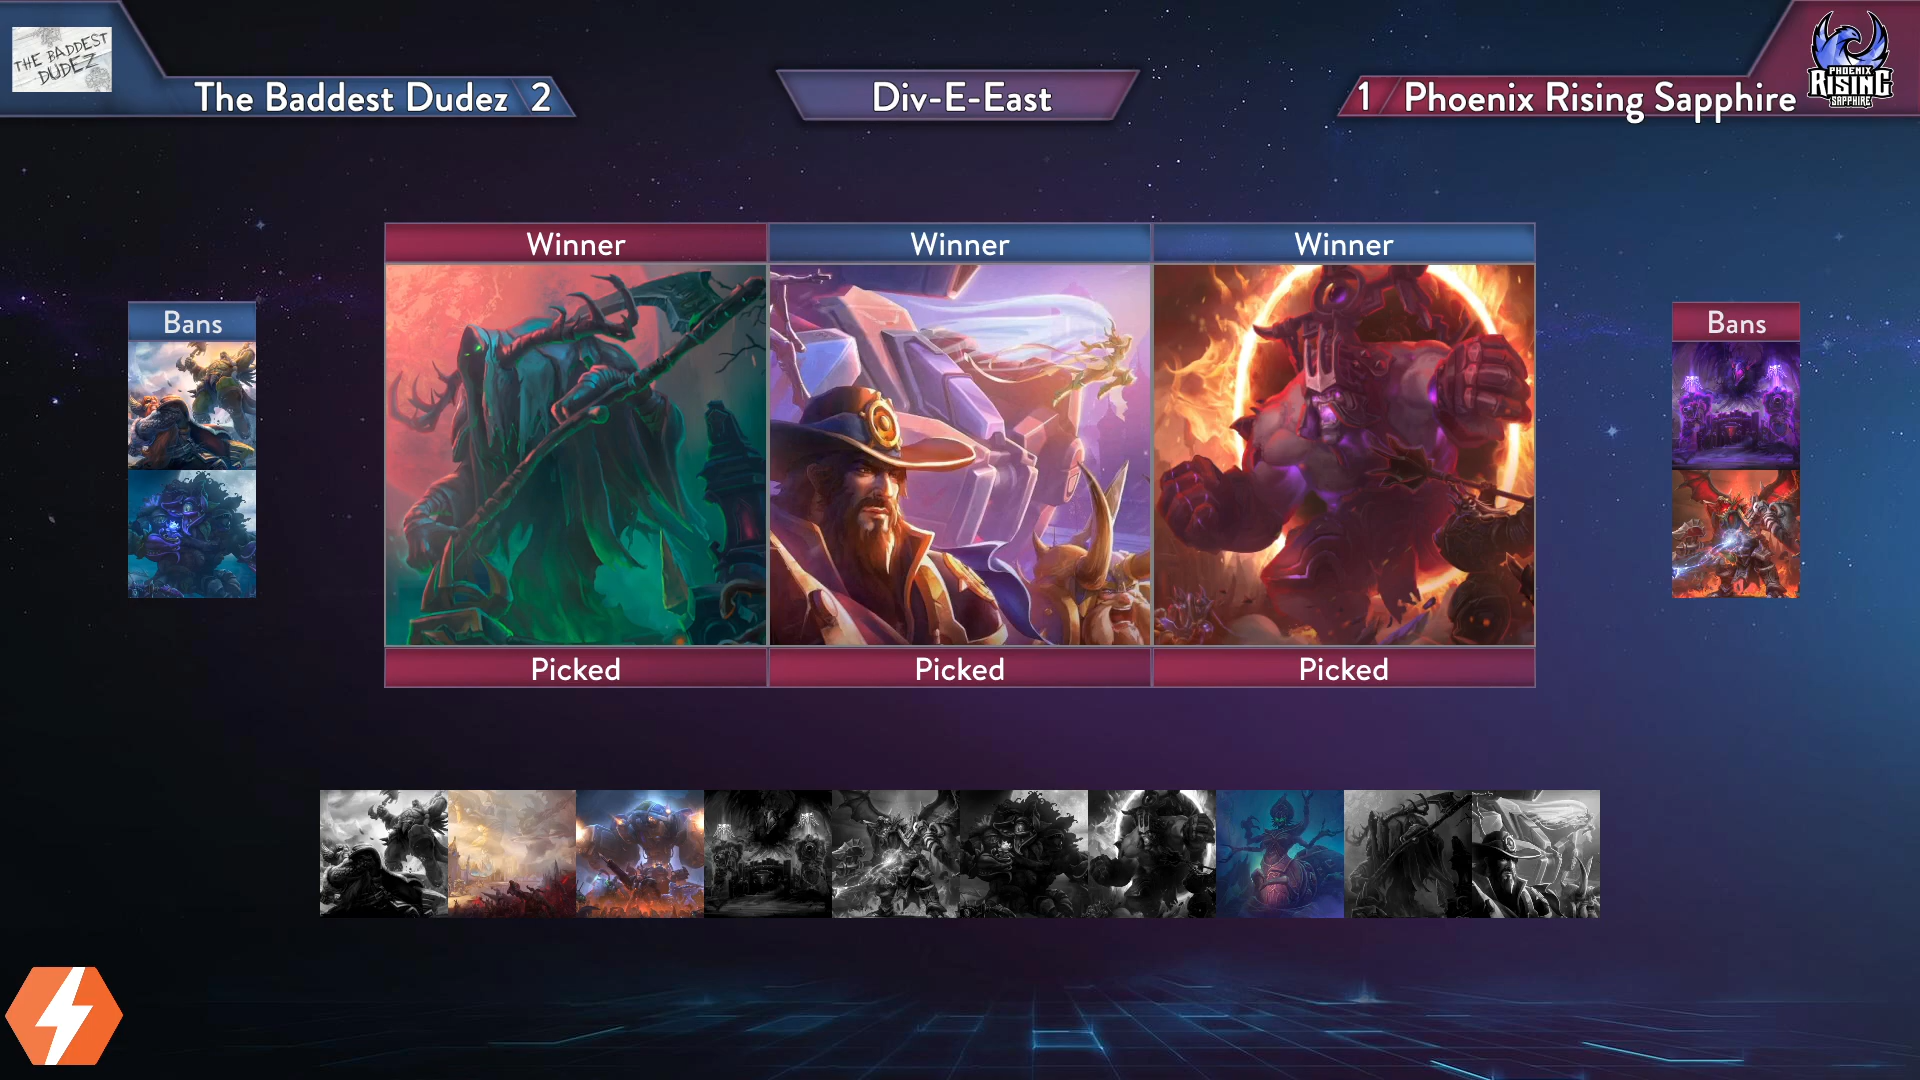 THE BADDEST
DUDEZ
The Baddest Dudez 2
Div-E-East
1 Phoenix Rising Sapphire
PHOENIX
RISING
SAPPHIRE
Winner
Winner
Winner
Bans
Bans
Picked
Picked
Picked